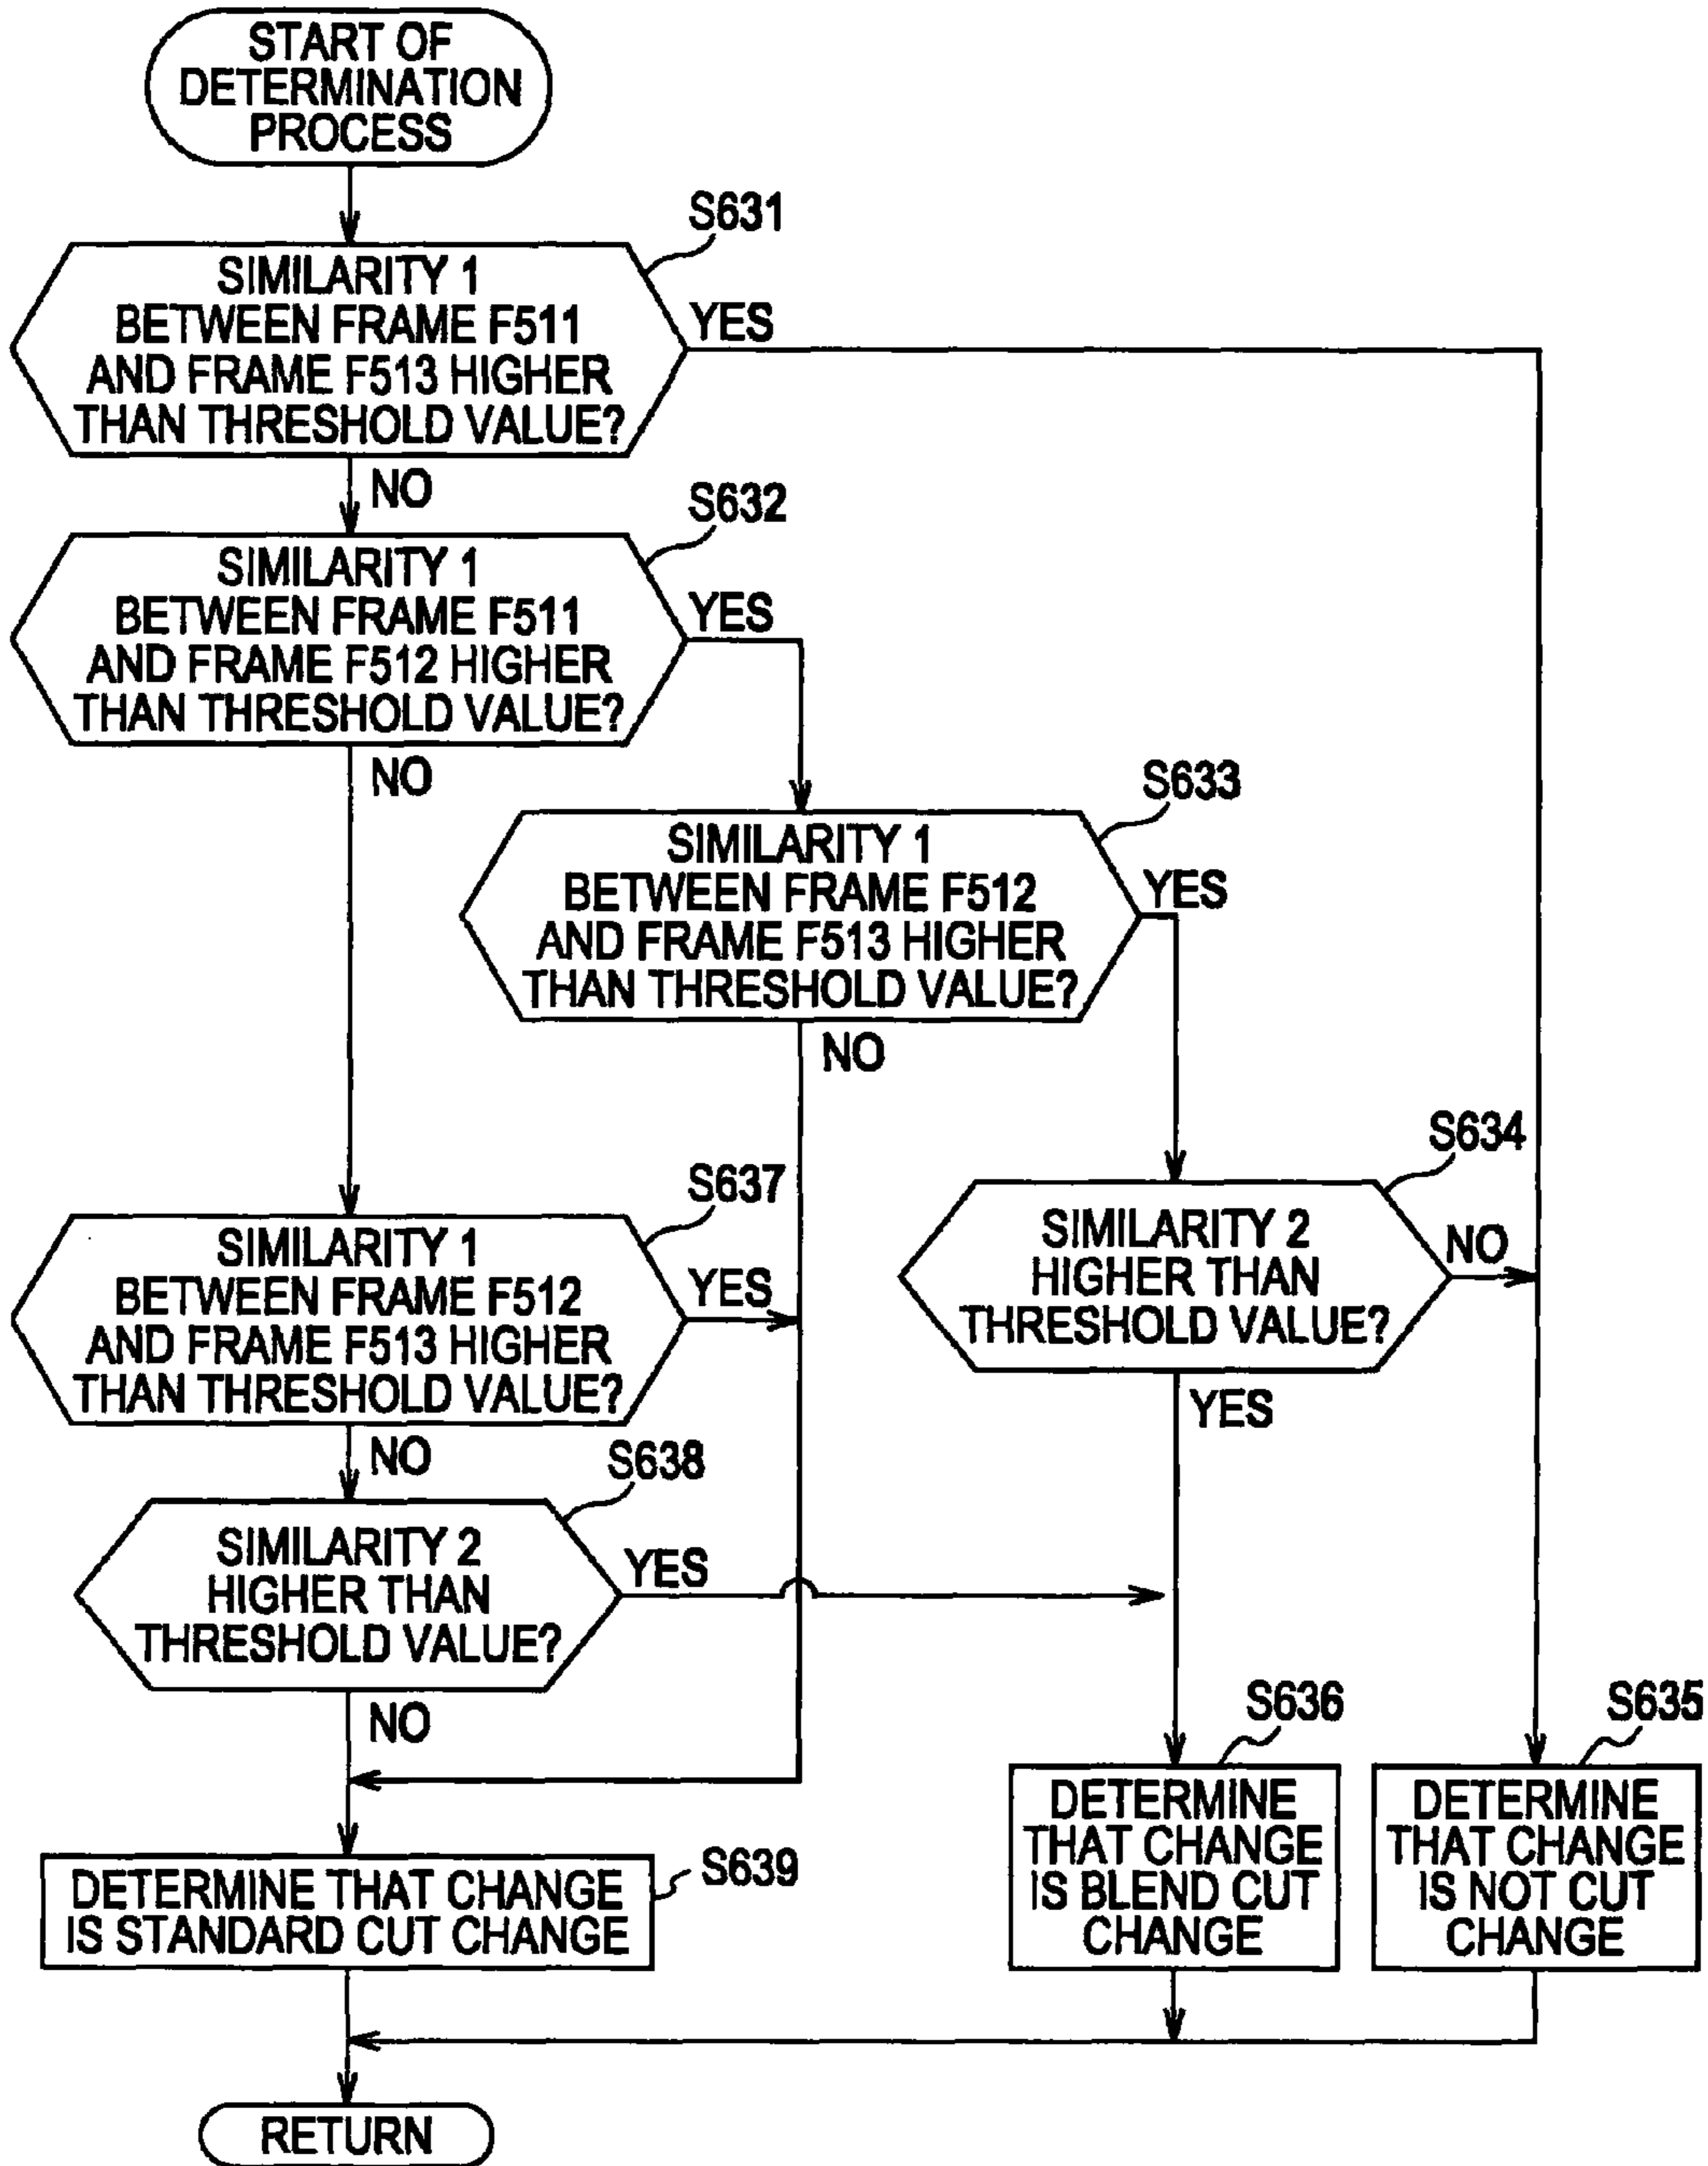 START OF
DETERMINATION
PROCESS
S631
SIMILARITY 1
BETWEEN FRAME F511
AND FRAME F513 HIGHER
THAN THRESHOLD VALUE?
YES
NO
S632
SIMILARITY 1
BETWEEN FRAME F511
AND FRAME F512 HIGHER
THAN THRESHOLD VALUE?
YES
NO
S633
SIMILARITY 1
BETWEEN FRAME F512
AND FRAME F513 HIGHER
THAN THRESHOLD VALUE?
YES
NO
S634
SIMILARITY 2
HIGHER THAN
THRESHOLD VALUE?
NO
YES
S637
SIMILARITY 1
BETWEEN FRAME F512
AND FRAME F513 HIGHER
THAN THRESHOLD VALUE?
YES
NO
S638
SIMILARITY 2
HIGHER THAN
THRESHOLD VALUE?
YES
NO
S636
DETERMINE
THAT CHANGE
IS BLEND CUT
CHANGE
S635
DETERMINE
THAT CHANGE
IS NOT CUT
CHANGE
S639
DETERMINE THAT CHANGE
IS STANDARD CUT CHANGE
RETURN